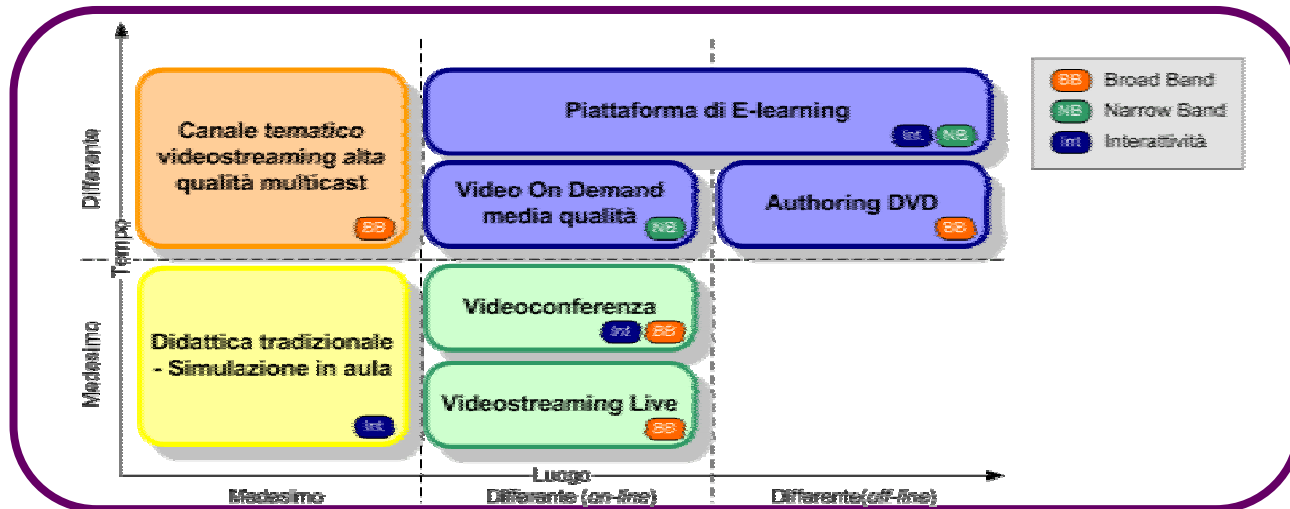 Differente
Tempo
Medesimo
Canale tematico
videostreaming alta
qualità multicast
BB
Piattaforma di E-learning
Int NB
Video On Demand
media qualità
NB
Authoring DVD
BB
Didattica tradizionale
- Simulazione in aula
Int
Videoconferenza
Int BB
Videostreaming Live
BB
Luogo
Medesimo
Differente (on-line)
Differente(off-line)
BB Broad Band
NB Narrow Band
Int Interattività